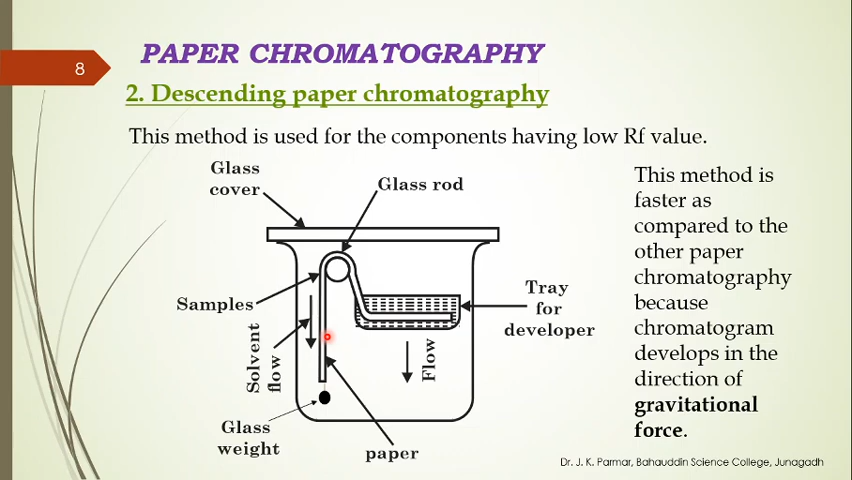 8
PAPER CHROMATOGRAPHY
2. Descending paper chromatography
This method is used for the components having low Rf value.
Glass
cover
Glass rod
Samples
Solvent
flow
Tray
for
developer
Flow
Glass
weight
paper
This method is
faster as
compared to the
other paper
chromatography
because
chromatogram
develops in the
direction of
gravitational
force.
Dr. J. K. Parmar, Bahauddin Science College, Junagadh